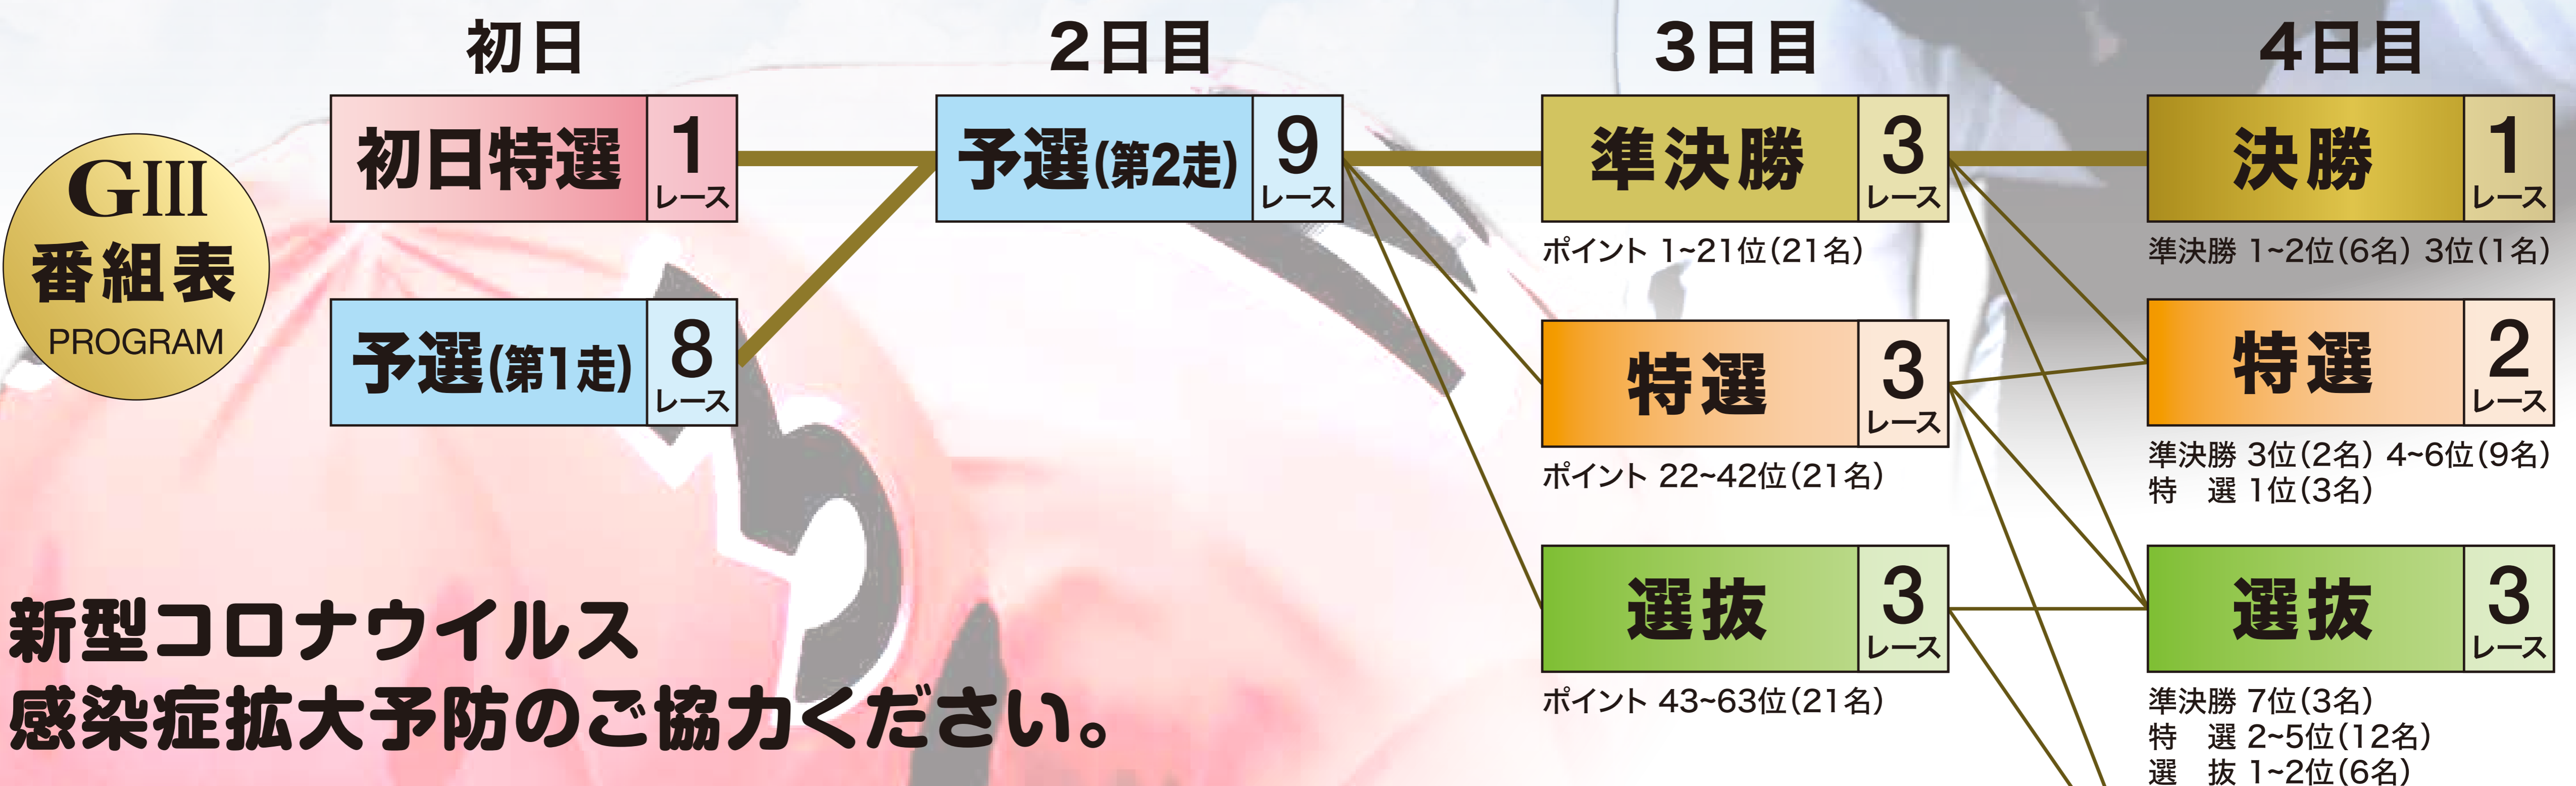 GIII
番組表
PROGRAM
初日
初日特選 1レース
予選(第1走) 8レース
2日目
予選(第2走) 9レース
3日目
準決勝 3レース
ポイント 1~21位(21名)
特選 3レース
ポイント 22~42位(21名)
選抜 3レース
ポイント 43~63位(21名)
4日目
決勝 1レース
準決勝 1~2位(6名) 3位(1名)
特選 2レース
準決勝 3位(2名) 4~6位(9名)
特　選 1位(3名)
選抜 3レース
準決勝 7位(3名)
特　選 2~5位(12名)
選　抜 1~2位(6名)
新型コロナウイルス
感染症拡大予防のご協力ください。